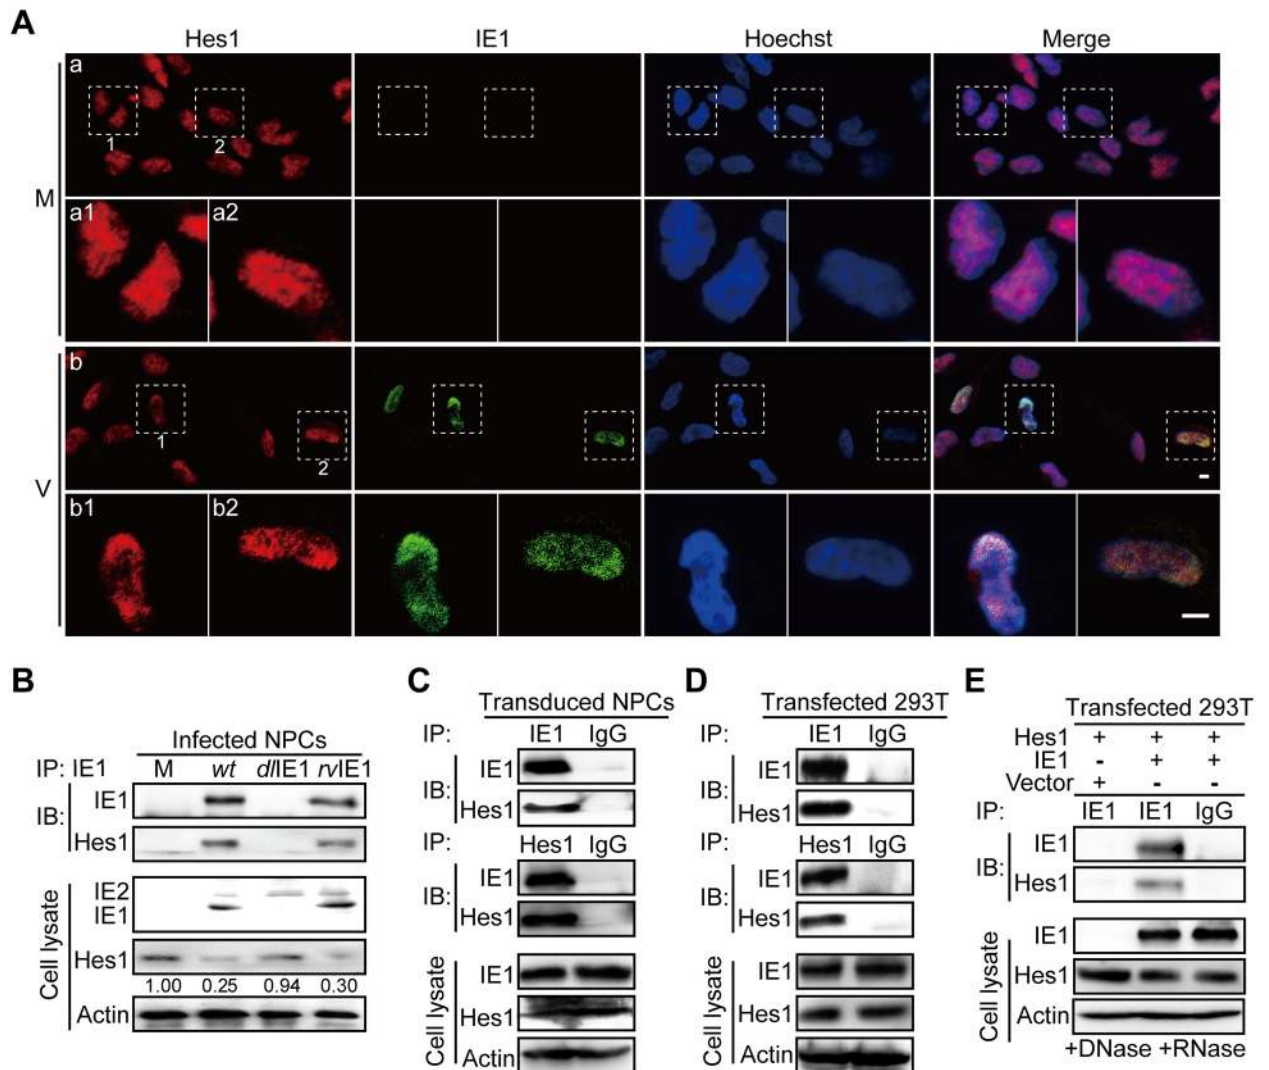 A
Hes1 IE1 Hoechst Merge
M
a
1
2
a1 a2
V
b
1
2
b1 b2
B
Infected NPCs
IP: IE1 M wt dlIE1 rvIE1
IB: IE1
Hes1
Cell lysate
IE2
IE1
Hes1
1.00 0.25 0.94 0.30
Actin
C
Transduced NPCs
IP: IE1 IgG
IB: IE1
Hes1
IP: Hes1 IgG
IB: IE1
Hes1
Cell lysate
IE1
Hes1
Actin
D
Transfected 293T
IP: IE1 IgG
IB: IE1
Hes1
IP: Hes1 IgG
IB: IE1
Hes1
Cell lysate
IE1
Hes1
Actin
E
Transfected 293T
Hes1 + + +
IE1 - + +
Vector + - -
IP: IE1 IE1 IgG
IB: IE1
Hes1
Cell lysate
IE1
Hes1
Actin
+DNase +RNase